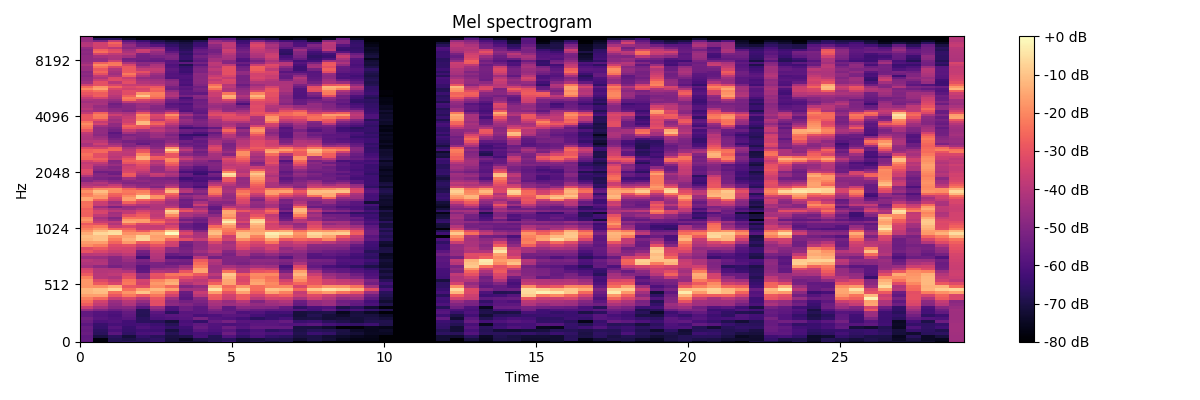 Mel spectrogram
8192
4096
2048
1024
512
0
Hz
0 5 10 15 20 25
Time
+0 dB
-10 dB
-20 dB
-30 dB
-40 dB
-50 dB
-60 dB
-70 dB
-80 dB